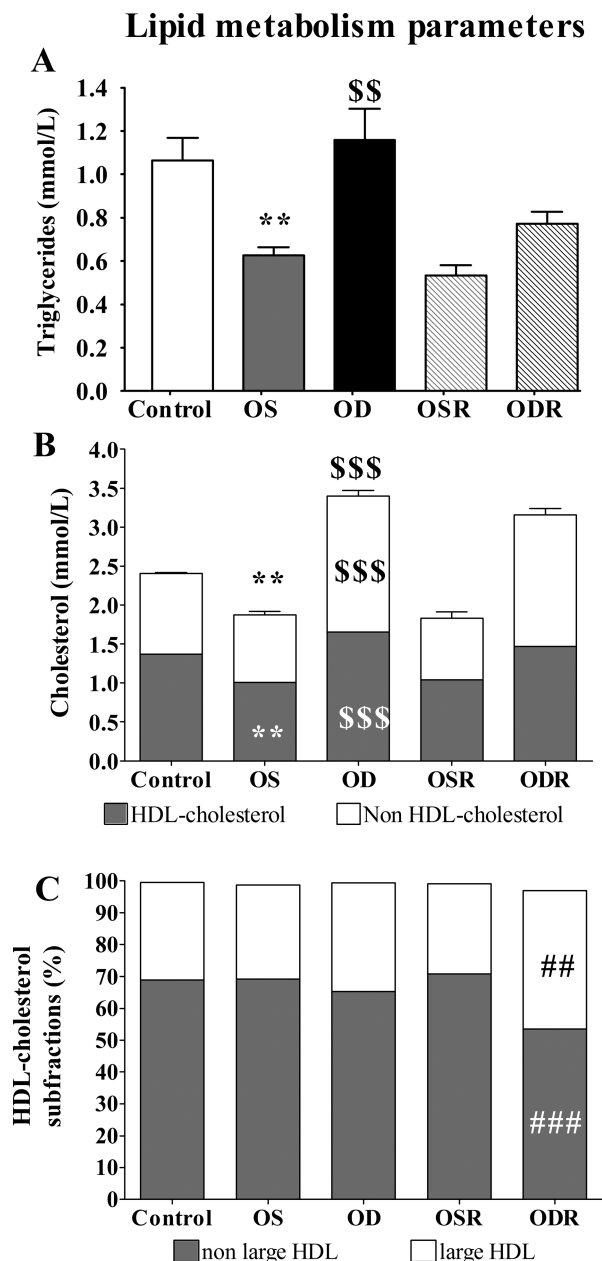 Lipid metabolism parameters
A
Triglycerides (mmol/L)
1.4
1.2
1.0
0.8
0.6
0.4
0.2
0.0
**
$$
Control OS OD OSR ODR
B
Cholesterol (mmol/L)
4.0
3.5
3.0
2.5
2.0
1.5
1.0
0.5
0.0
$$$
**
$$$
**
$$$
Control OS OD OSR ODR
HDL-cholesterol Non HDL-cholesterol
C
HDL-cholesterol
subfractions (%)
100
90
80
70
60
50
40
30
20
10
0
##
###
Control OS OD OSR ODR
non large HDL large HDL